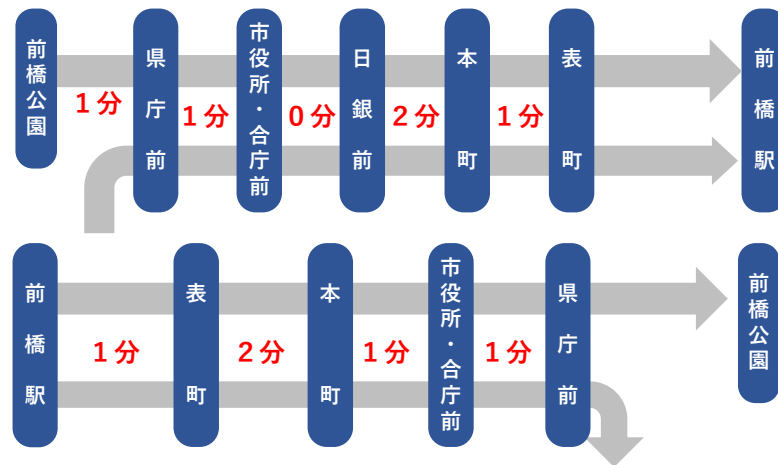 前橋公園
県庁前
市役所・合庁前
日銀前
本町
表町
前橋駅
1分
1分
0分
2分
1分
前橋駅
表町
本町
市役所・合庁前
県庁前
前橋公園
1分
2分
1分
1分